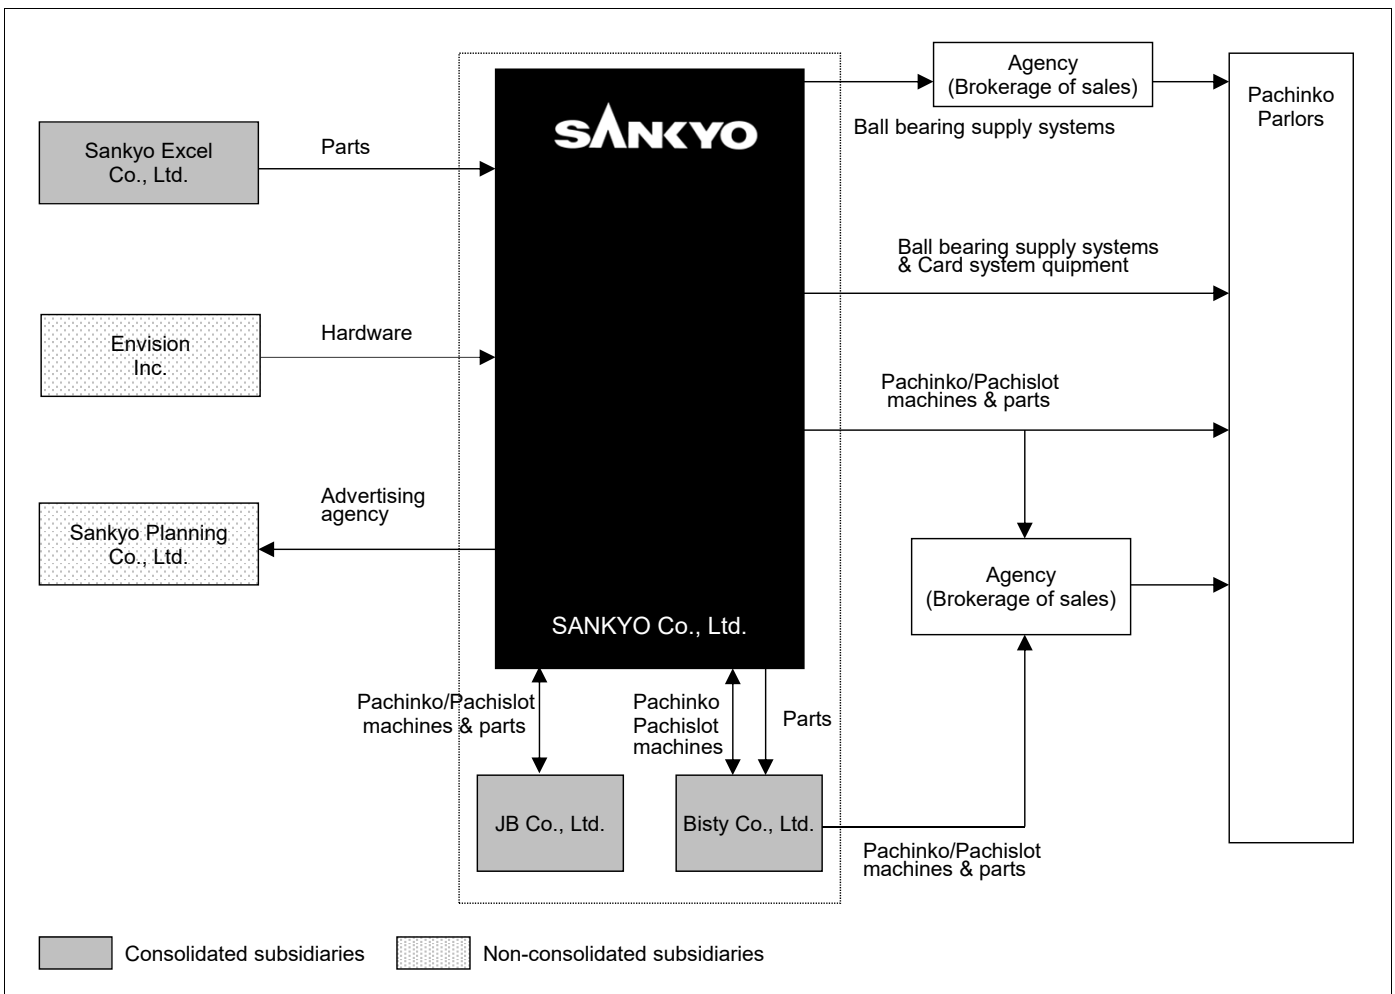 Agency
(Brokerage of sales)
Pachinko
Parlors
SANKYO
Ball bearing supply systems
Sankyo Excel
Co., Ltd.
Parts
Ball bearing supply systems
& Card system quipment
Envision
Inc.
Hardware
Pachinko/Pachislot
machines & parts
Sankyo Planning
Co., Ltd.
Advertising
agency
Agency
(Brokerage of sales)
SANKYO Co., Ltd.
Pachinko/Pachislot
machines & parts
Pachinko
Pachislot
machines
Parts
JB Co., Ltd.
Bisty Co., Ltd.
Pachinko/Pachislot
machines & parts
Consolidated subsidiaries
Non-consolidated subsidiaries